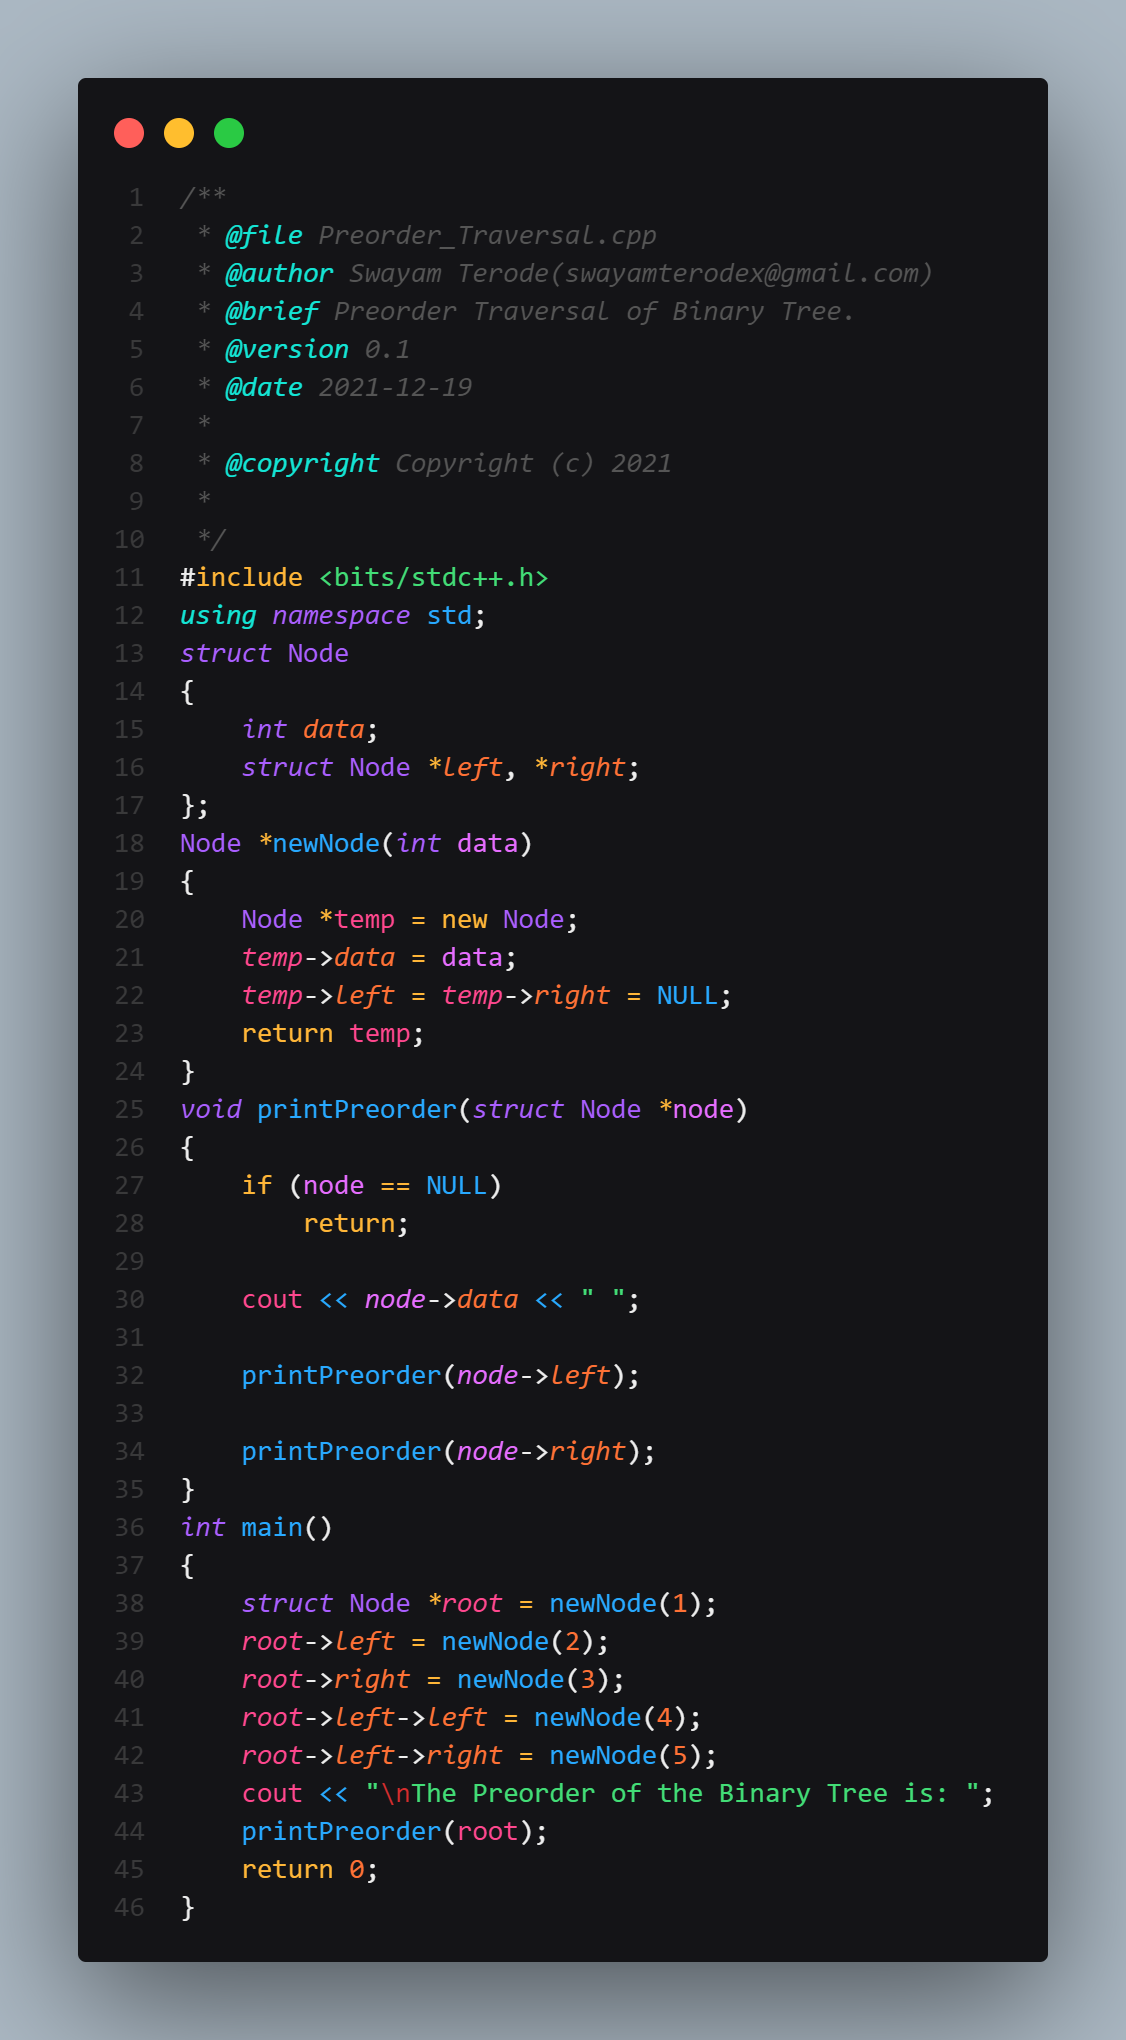 1 /**
2  * @file Preorder_Traversal.cpp
3  * @author Swayam Terode(swayamterodex@gmail.com)
4  * @brief Preorder Traversal of Binary Tree.
5  * @version 0.1
6  * @date 2021-12-19
7  *
8  * @copyright Copyright (c) 2021
9  *
10  */
11 #include <bits/stdc++.h>
12 using namespace std;
13 struct Node
14 {
15     int data;
16     struct Node *left, *right;
17 };
18 Node *newNode(int data)
19 {
20     Node *temp = new Node;
21     temp->data = data;
22     temp->left = temp->right = NULL;
23     return temp;
24 }
25 void printPreorder(struct Node *node)
26 {
27     if (node == NULL)
28         return;
29
30     cout << node->data << " ";
31
32     printPreorder(node->left);
33
34     printPreorder(node->right);
35 }
36 int main()
37 {
38     struct Node *root = newNode(1);
39     root->left = newNode(2);
40     root->right = newNode(3);
41     root->left->left = newNode(4);
42     root->left->right = newNode(5);
43     cout << "\nThe Preorder of the Binary Tree is: ";
44     printPreorder(root);
45     return 0;
46 }